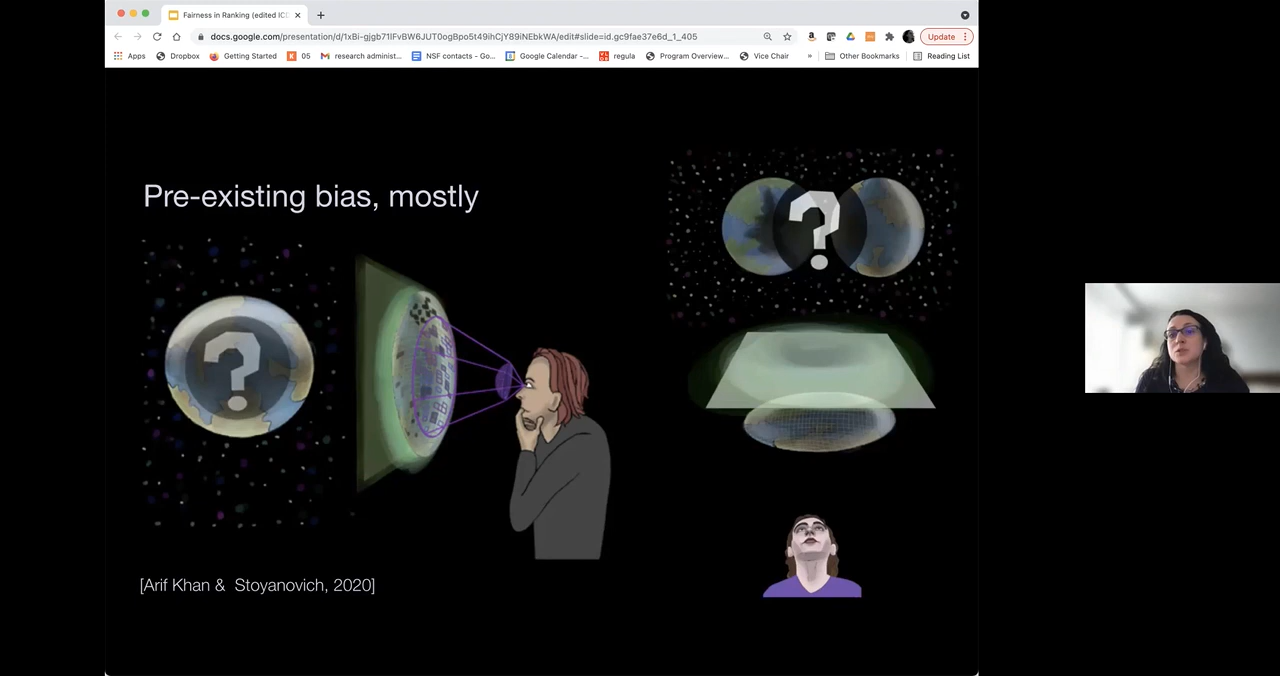 Fairness in Ranking (edited ICD
docs.google.com/presentation/d/1xBi-gjgb71IFvBW6JUT0ogBpo5t49ihCjY89iNEbkWA/edit#slide=id.gc9fae37e6d_1_405
Update
Apps
Dropbox
Getting Started
05
research administ...
NSF contacts - Go...
Google Calendar -...
regula
Program Overview...
Vice Chair
»
Other Bookmarks
Reading List
Pre-existing bias, mostly
?
?
[Arif Khan & Stoyanovich, 2020]